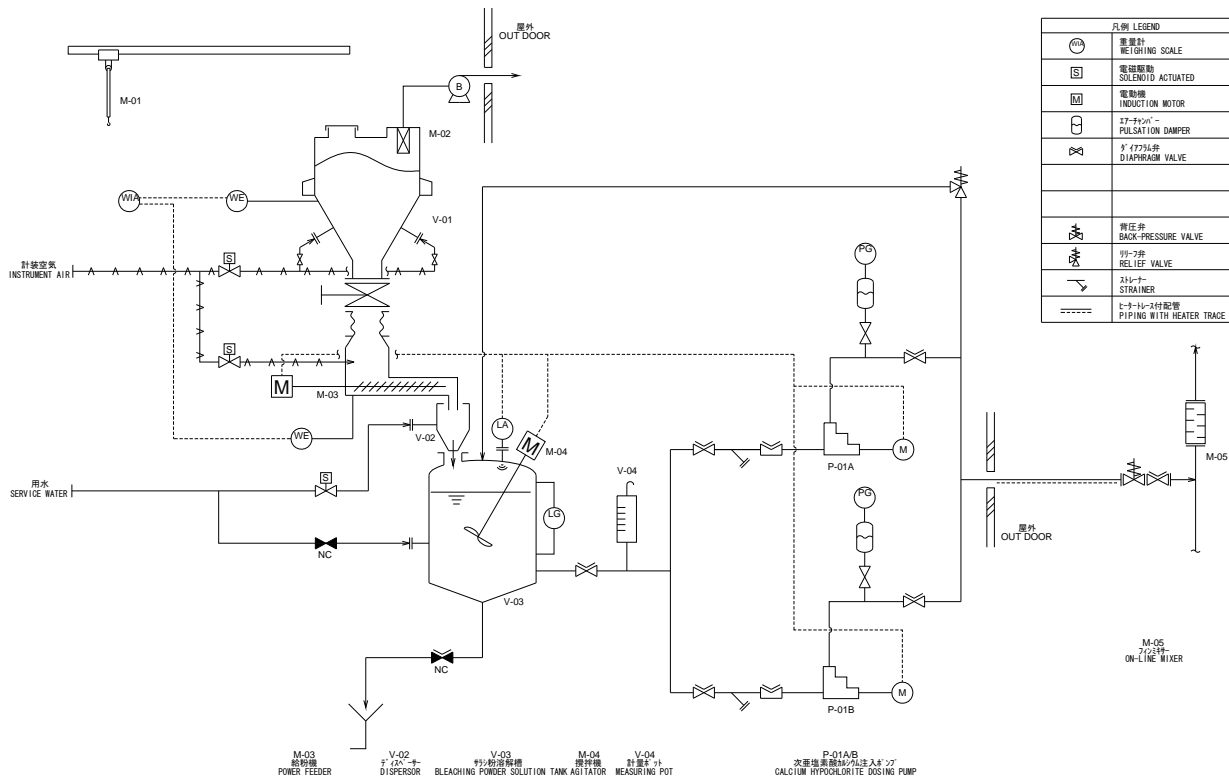 屋外
OUT DOOR
M-01
B
M-02
WIA
WE
V-01
計装空気
INSTRUMENT AIR
S
S
M
M-03
WE
V-02
LA
M
M-04
用水
SERVICE WATER
S
NC
LG
V-03
V-04
NC
PG
P-01A
M
PG
P-01B
M
屋外
OUT DOOR
M-05
凡例 LEGEND
WIA
重量計
WEIGHING SCALE
S
電磁駆動
SOLENOID ACTUATED
M
電動機
INDUCTION MOTOR
エアーチャンバー
PULSATION DAMPER
ダイアフラム弁
DIAPHRAGM VALVE
背圧弁
BACK-PRESSURE VALVE
リリーフ弁
RELIEF VALVE
ストレーナー
STRAINER
ヒータートレース付配管
PIPING WITH HEATER TRACE
M-05
ON-LINE MIXER
M-03
給粉機
POWER FEEDER
V-02
ディスパーサー
DISPERSOR
V-03
サラシ粉溶解槽
BLEACHING POWDER SOLUTION TANK
M-04
攪拌機
AGITATOR
V-04
計量ポット
MEASURING POT
P-01A/B
次亜塩素酸カルシウム注入ポンプ
CALCIUM HYPOCHLORITE DOSING PUMP